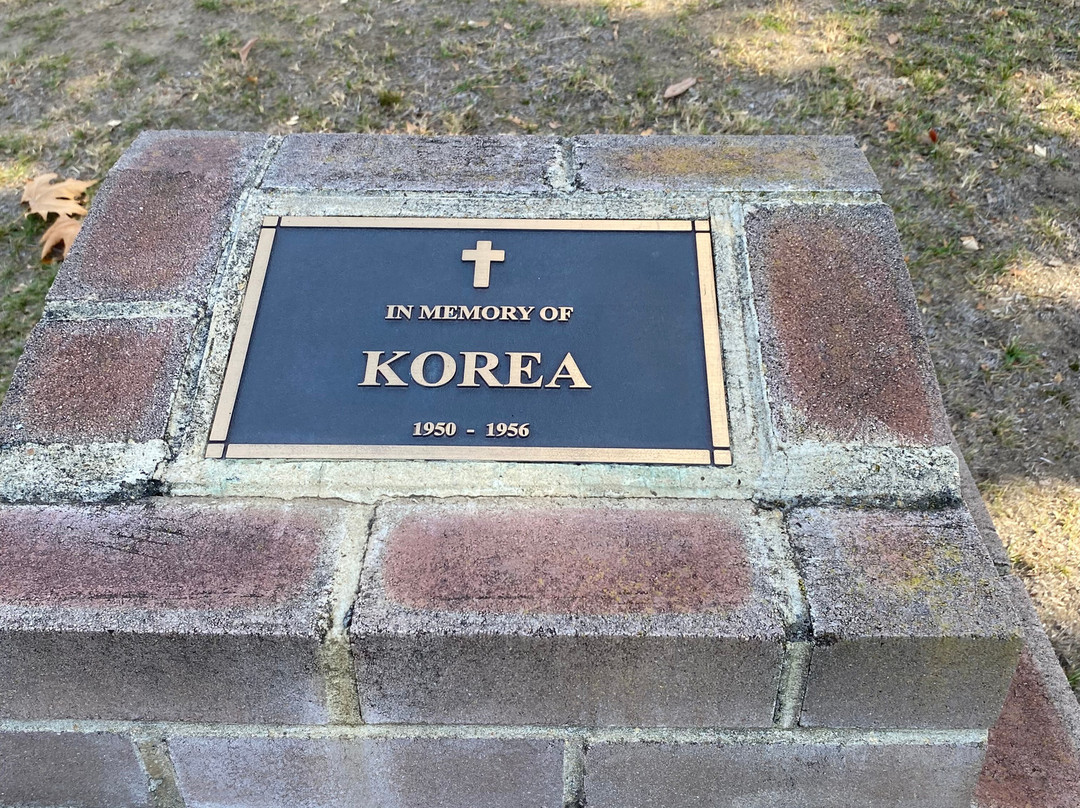 IN MEMORY OF
KOREA
1950 - 1956